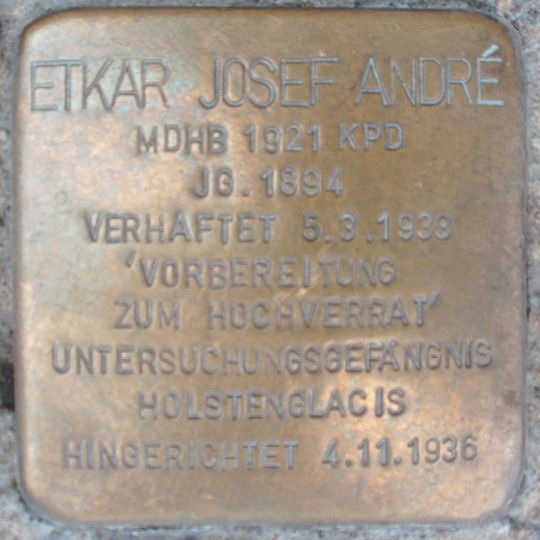 ETKAR JOSEF ANDRÉ
MDHB 1921 KPD
JG. 1894
VERHAFTET 5.3.1933
'VORBEREITUNG
ZUM HOCHVERRAT'
UNTERSUCHUNGSGEFÄNGNIS
HOLSTENGLACIS
HINGERICHTET 4.11.1936